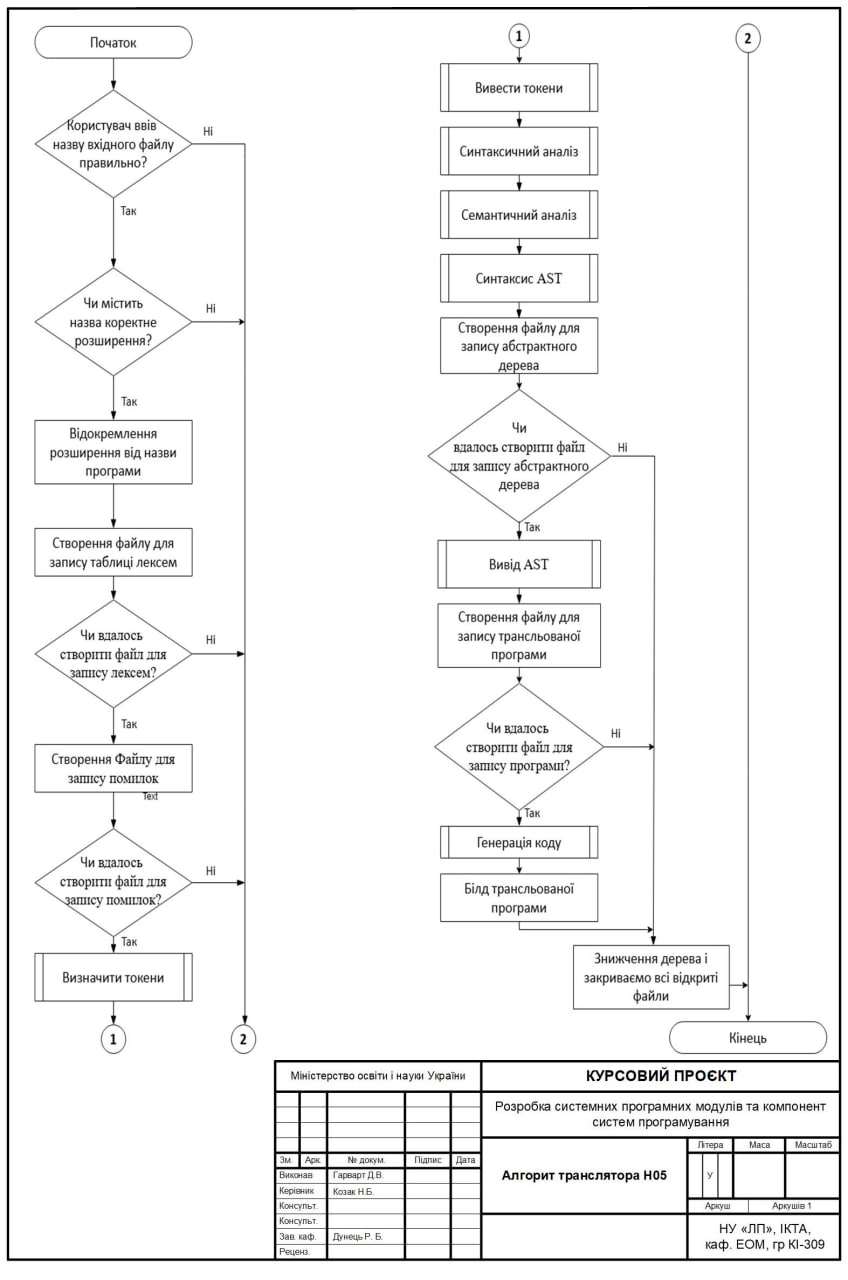 Початок
Користувач ввів
назву вхідного файлу
правильно?
Ні
Так
Чи містить
назва коректне
розширення?
Ні
Так
Відокремлення
розширення від назви
програми
Створення файлу для
запису таблиці лексем
Чи вдалось
створити файл для
запису лексем?
Ні
Так
Створення Файлу для
запису помилок
Text
Чи вдалось
створити файл для
запису помилок?
Ні
Так
Визначити токени
1
2
1
Вивести токени
Синтаксичний аналіз
Семантичний аналіз
Синтаксис AST
Створення файлу для
запису абстрактного
дерева
Чи
вдалось створити файл
для запису абстрактного
дерева
Ні
Так
Вивід AST
Створення файлу для
запису трансльованої
програми
Чи вдалось
створити файл для
запису програми?
Ні
Так
Генерація коду
Білд трансльованої
програми
Знижчення дерева і
закриваємо всі відкриті
файли
2
Кінець
Міністерство освіти і науки України
КУРСОВИЙ ПРОЄКТ
Розробка системних програмних модулів та компонент
систем програмування
Зм. Арк. № докум. Підпис Дата
Виконав Гарварт Д.В.
Керівник Козак Н.Б.
Консульт.
Консульт.
Зав. каф. Дунець Р. Б.
Реценз.
Алгорит транслятора H05
Літера Маса Масштаб
У
Аркуш Аркушів 1
НУ «ЛП», ІКТА,
каф. ЕОМ, гр КІ-309